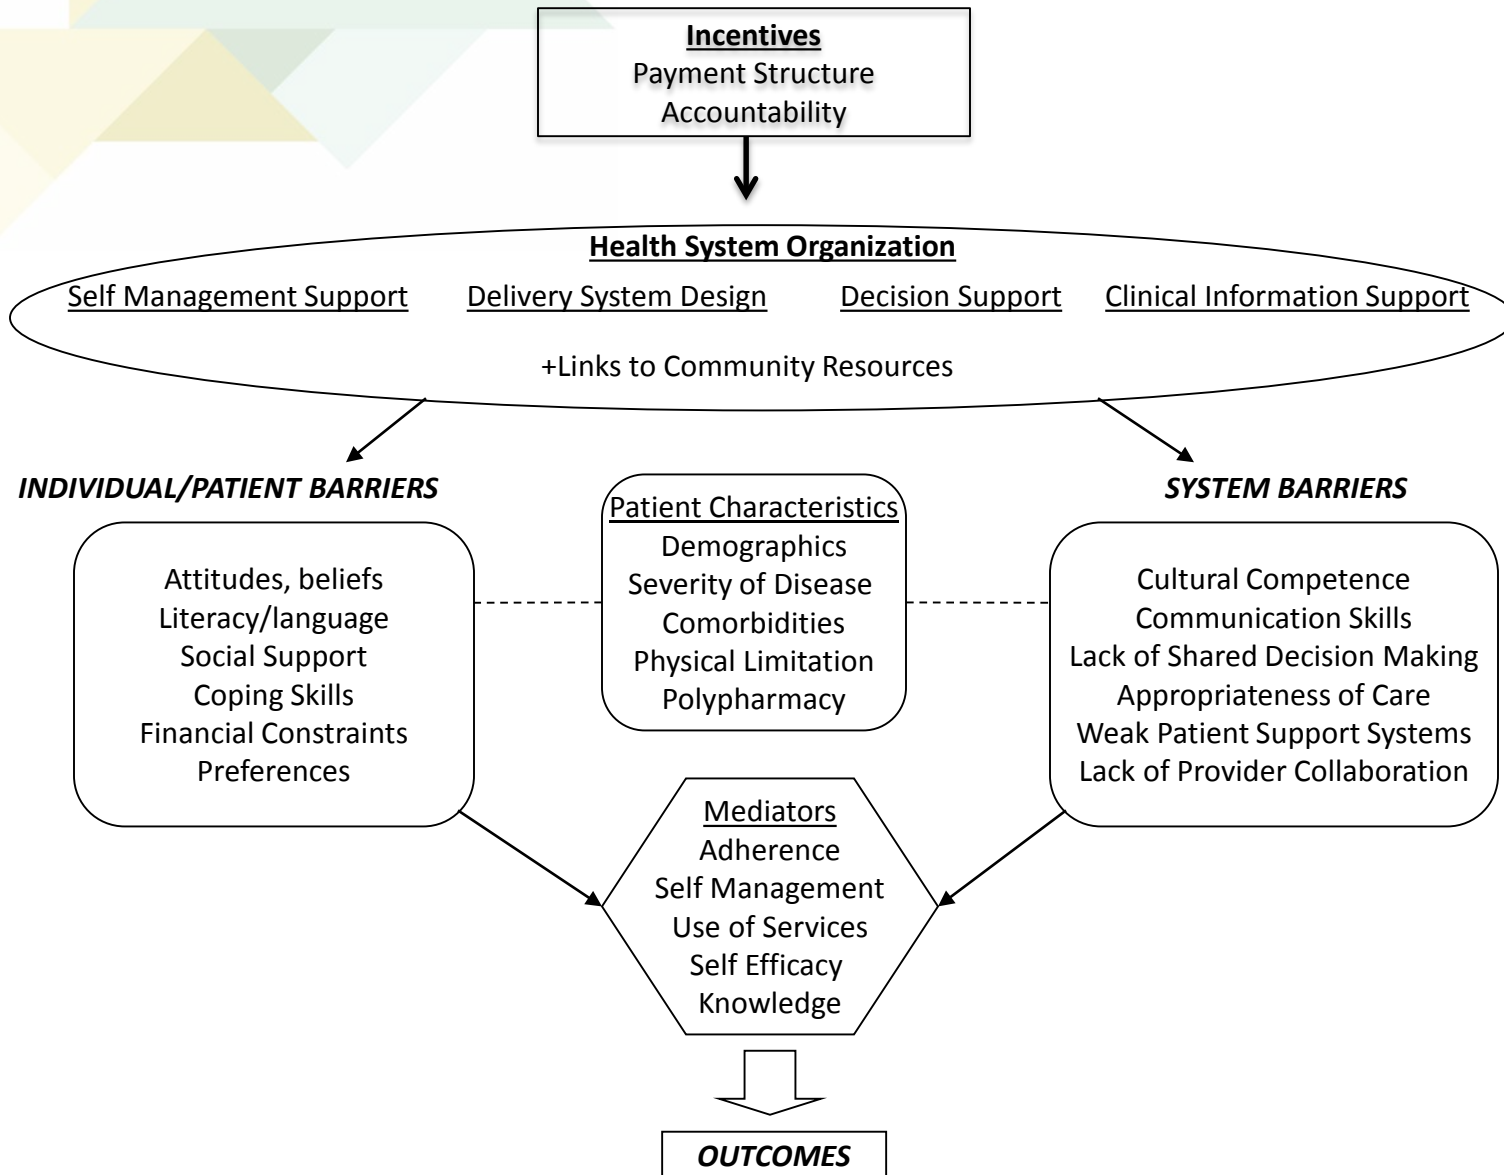 Incentives
Payment Structure
Accountability
Health System Organization
Self Management Support Delivery System Design Decision Support Clinical Information Support
+Links to Community Resources
INDIVIDUAL/PATIENT BARRIERS
Attitudes, beliefs
Literacy/language
Social Support
Coping Skills
Financial Constraints
Preferences
Patient Characteristics
Demographics
Severity of Disease
Comorbidities
Physical Limitation
Polypharmacy
SYSTEM BARRIERS
Cultural Competence
Communication Skills
Lack of Shared Decision Making
Appropriateness of Care
Weak Patient Support Systems
Lack of Provider Collaboration
Mediators
Adherence
Self Management
Use of Services
Self Efficacy
Knowledge
OUTCOMES